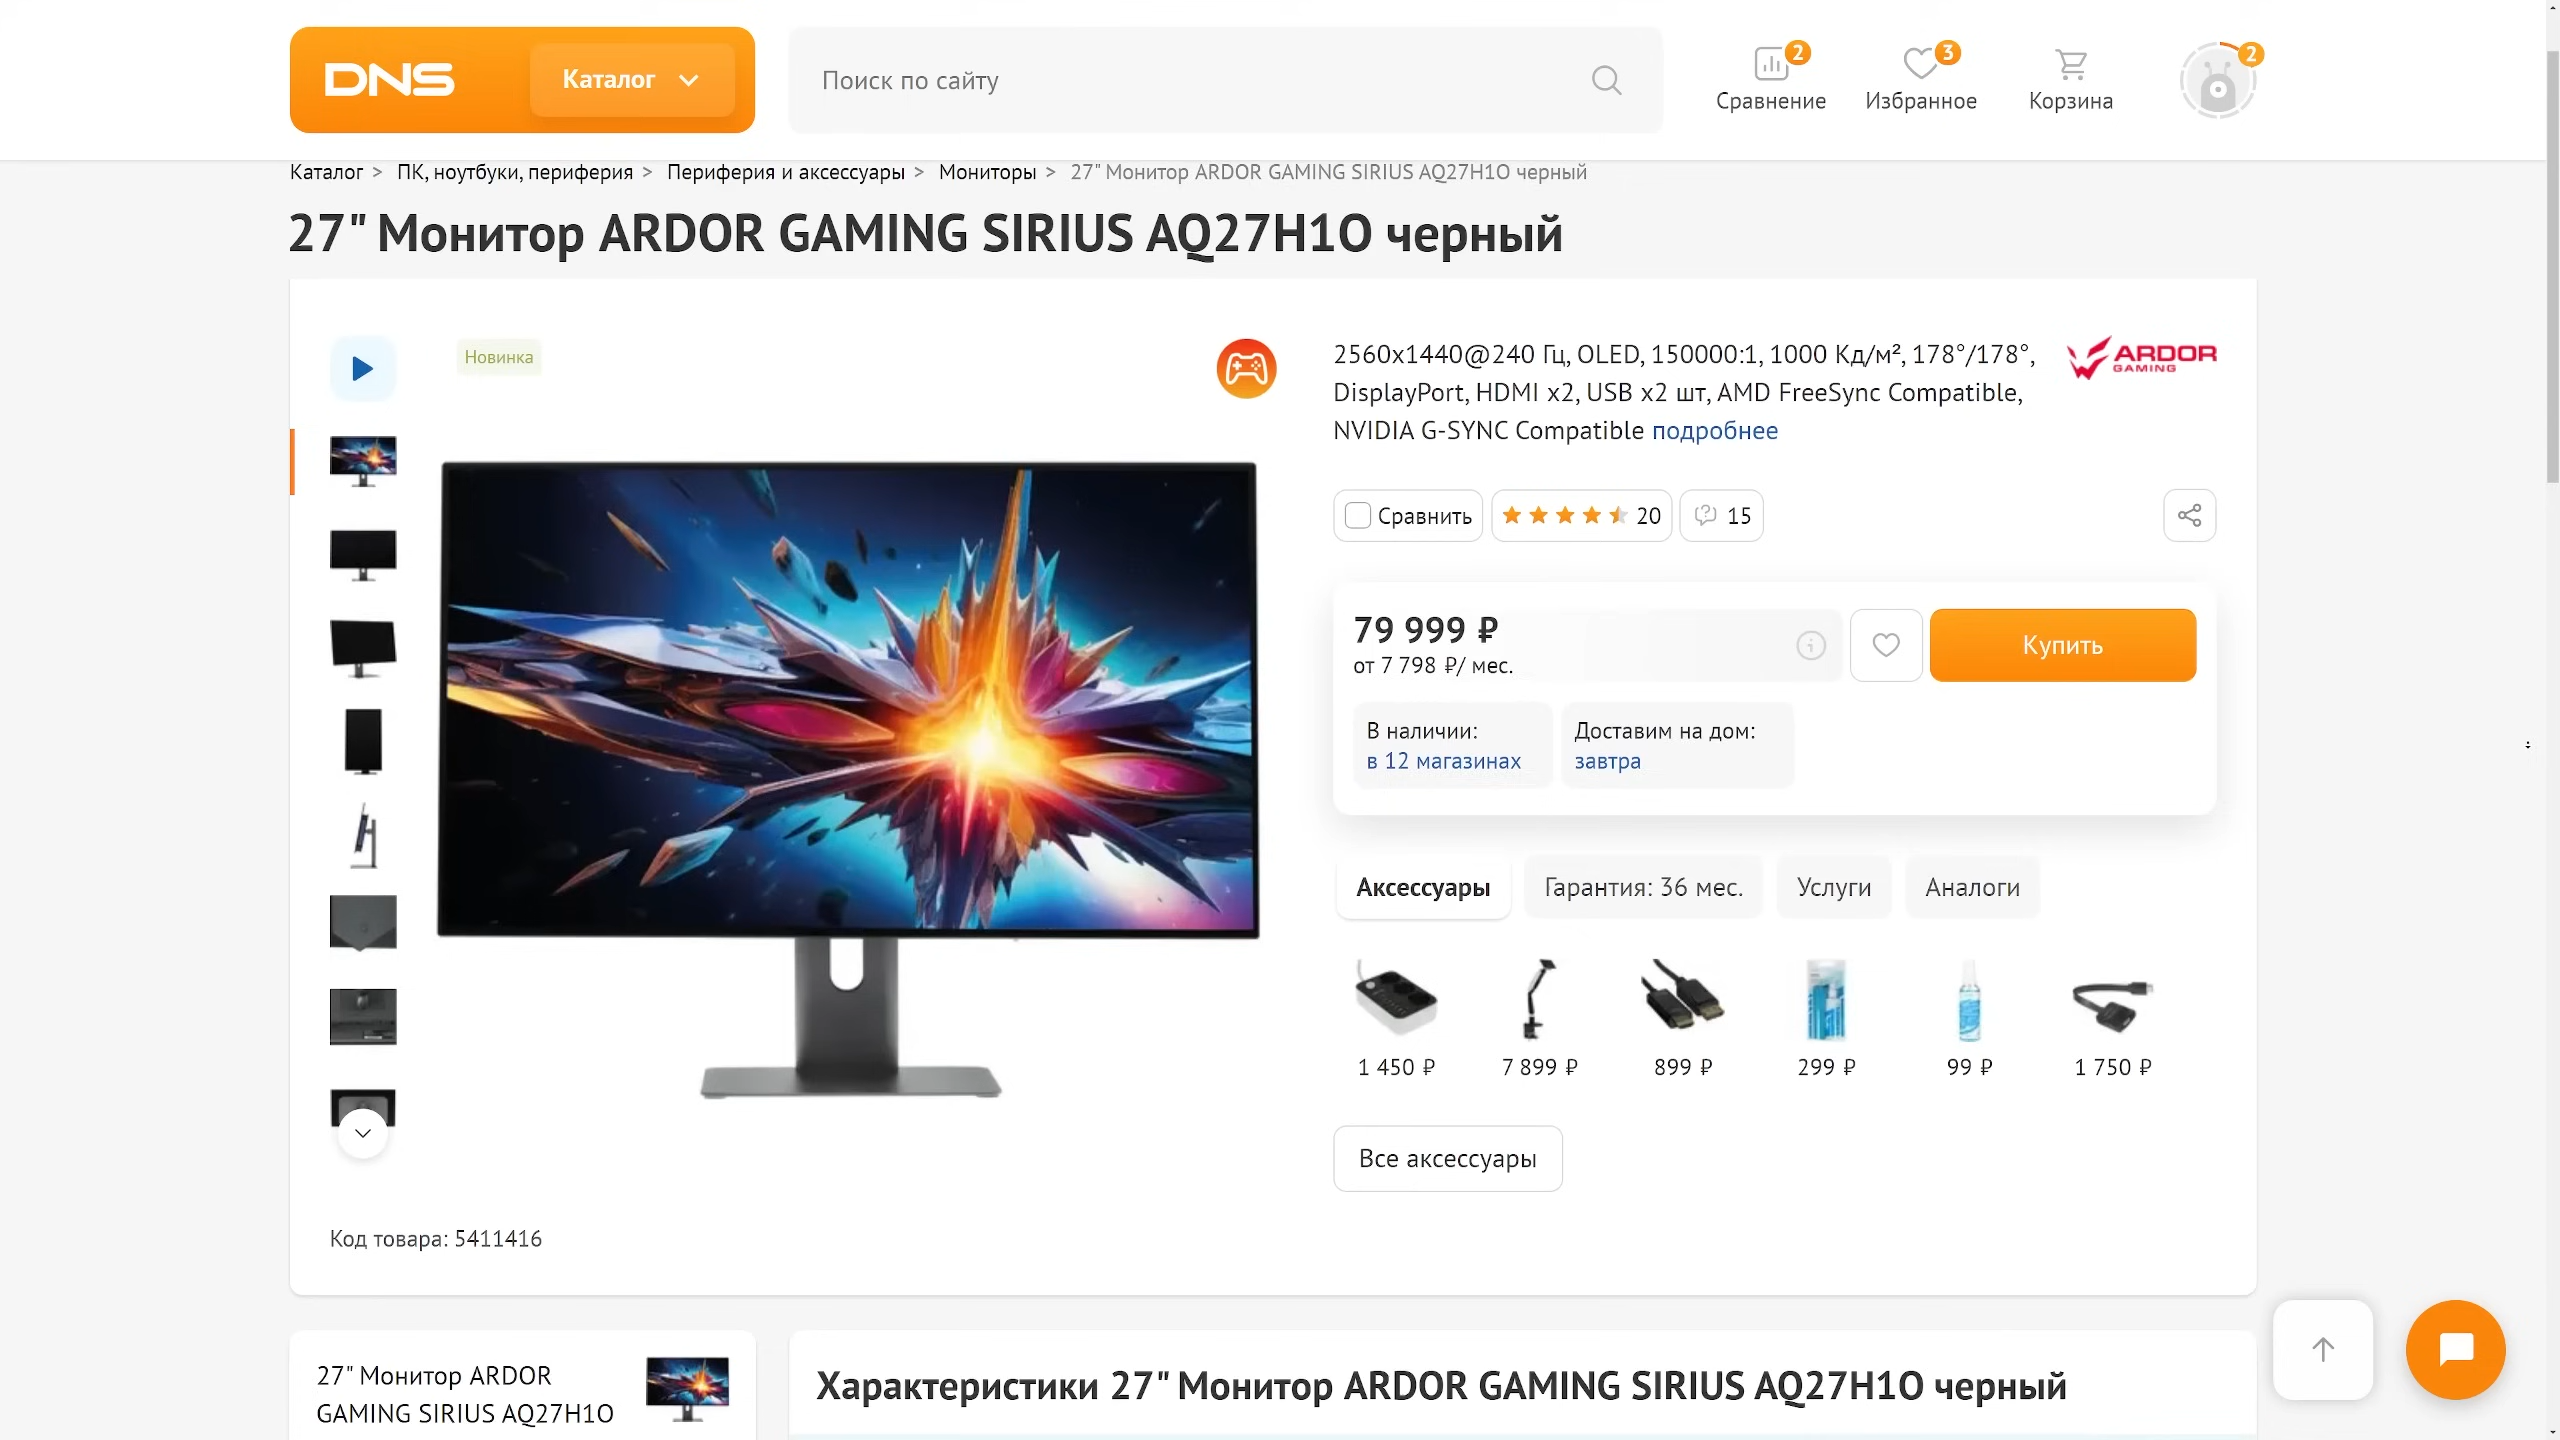 DNS
Каталог
Поиск по сайту
2
Сравнение
3
Избранное
Корзина
2
Каталог > ПК, ноутбуки, периферия > Периферия и аксессуары > Мониторы > 27" Монитор ARDOR GAMING SIRIUS AQ27H1O черный
27" Монитор ARDOR GAMING SIRIUS AQ27H1O черный
Новинка
2560x1440@240 Гц, OLED, 150000:1, 1000 Кд/м², 178°/178°,
DisplayPort, HDMI x2, USB x2 шт, AMD FreeSync Compatible,
NVIDIA G-SYNC Compatible подробнее
ARDOR
GAMING
Сравнить
20
15
79 999 ₽
от 7 798 ₽/ мес.
Купить
В наличии:
в 12 магазинах
Доставим на дом:
завтра
Аксессуары
Гарантия: 36 мес.
Услуги
Аналоги
1 450 ₽
7 899 ₽
899 ₽
299 ₽
99 ₽
1 750 ₽
Все аксессуары
Код товара: 5411416
27" Монитор ARDOR
GAMING SIRIUS AQ27H1O
Характеристики 27" Монитор ARDOR GAMING SIRIUS AQ27H1O черный